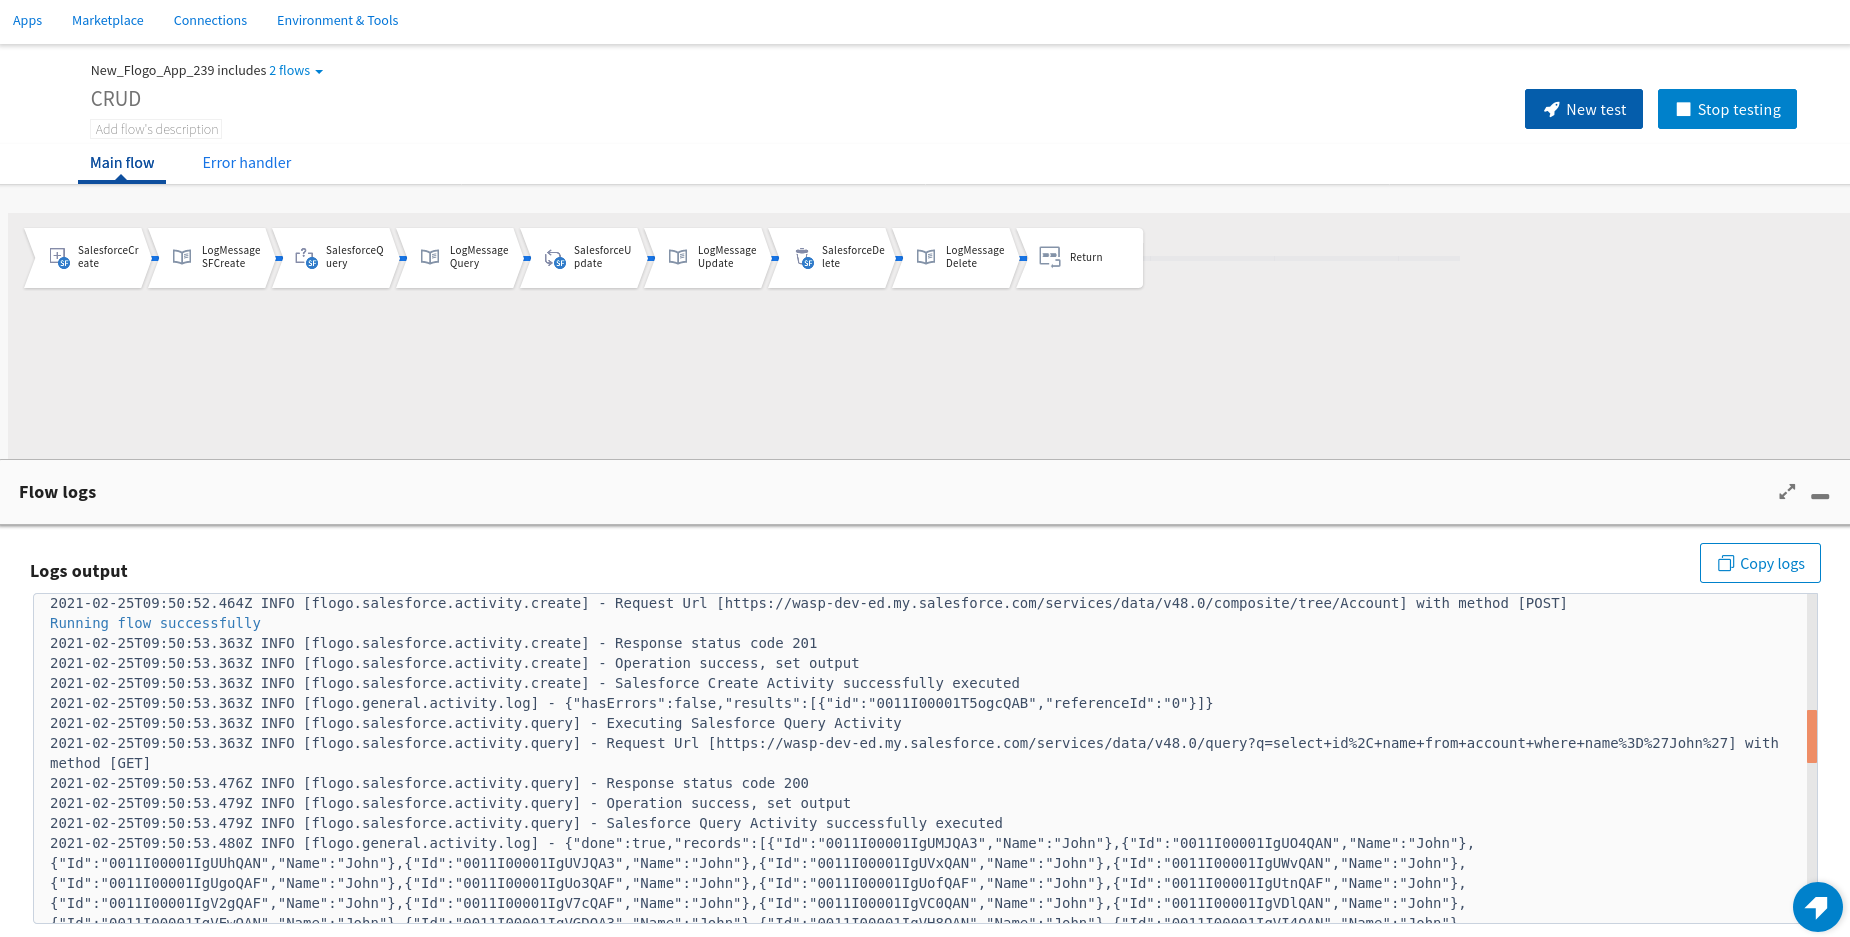 Apps Marketplace Connections Environment & Tools
New_Flogo_App_239 includes 2 flows
CRUD
Add flow's description
New test
Stop testing
Main flow Error handler
SalesforceCr
eate
LogMessage
SFCreate
SalesforceQ
uery
LogMessage
Query
SalesforceU
pdate
LogMessage
Update
SalesforceDe
lete
LogMessage
Delete
Return
SF
SF
SF
SF
Flow logs
Copy logs
Logs output
2021-02-25T09:50:52.464Z INFO [flogo.salesforce.activity.create] - Request Url [https://wasp-dev-ed.my.salesforce.com/services/data/v48.0/composite/tree/Account] with method [POST]
Running flow successfully
2021-02-25T09:50:53.363Z INFO [flogo.salesforce.activity.create] - Response status code 201
2021-02-25T09:50:53.363Z INFO [flogo.salesforce.activity.create] - Operation success, set output
2021-02-25T09:50:53.363Z INFO [flogo.salesforce.activity.create] - Salesforce Create Activity successfully executed
2021-02-25T09:50:53.363Z INFO [flogo.general.activity.log] - {"hasErrors":false,"results":[{"id":"0011I00001T5ogcQAB","referenceId":"0"}]}
2021-02-25T09:50:53.363Z INFO [flogo.salesforce.activity.query] - Executing Salesforce Query Activity
2021-02-25T09:50:53.363Z INFO [flogo.salesforce.activity.query] - Request Url [https://wasp-dev-ed.my.salesforce.com/services/data/v48.0/query?q=select+id%2C+name+from+account+where+name%3D%27John%27] with
method [GET]
2021-02-25T09:50:53.476Z INFO [flogo.salesforce.activity.query] - Response status code 200
2021-02-25T09:50:53.479Z INFO [flogo.salesforce.activity.query] - Operation success, set output
2021-02-25T09:50:53.479Z INFO [flogo.salesforce.activity.query] - Salesforce Query Activity successfully executed
2021-02-25T09:50:53.480Z INFO [flogo.general.activity.log] - {"done":true,"records":[{"Id":"0011I00001IgUMJQA3","Name":"John"},{"Id":"0011I00001IgUO4QAN","Name":"John"},
{"Id":"0011I00001IgUUhQAN","Name":"John"},{"Id":"0011I00001IgUVJQA3","Name":"John"},{"Id":"0011I00001IgUVxQAN","Name":"John"},{"Id":"0011I00001IgUWvQAN","Name":"John"},
{"Id":"0011I00001IgUgoQAF","Name":"John"},{"Id":"0011I00001IgUo3QAF","Name":"John"},{"Id":"0011I00001IgUofQAF","Name":"John"},{"Id":"0011I00001IgUtnQAF","Name":"John"},
{"Id":"0011I00001IgV2gQAF","Name":"John"},{"Id":"0011I00001IgV7cQAF","Name":"John"},{"Id":"0011I00001IgVC0QAN","Name":"John"},{"Id":"0011I00001IgVDlQAN","Name":"John"},